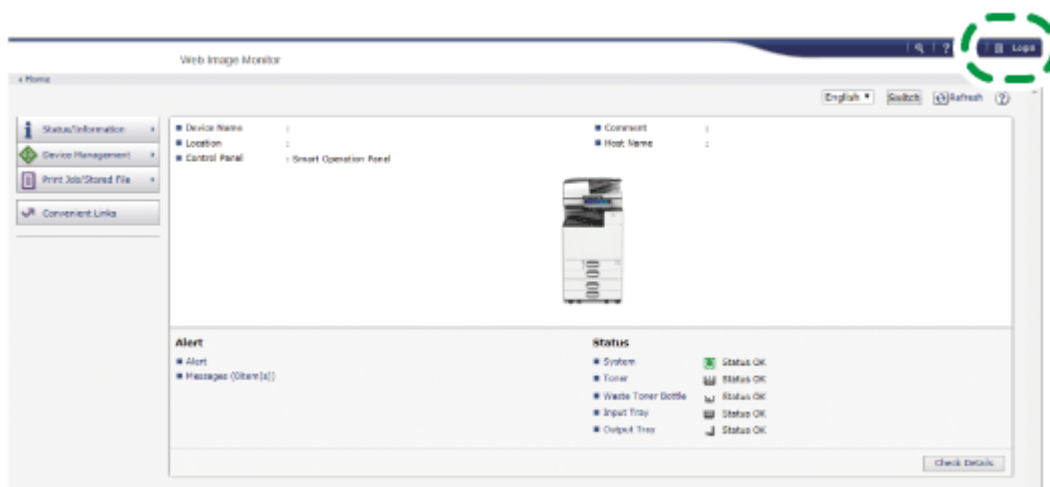 ? Login
Web Image Monitor
Home
English Switch Refresh ?
Status/Information
Device Management
Print Job/Stored File
Convenient Links
Device Name :
Location :
Control Panel : Smart Operation Panel
Comment :
Host Name :
Alert
Alert
Messages (0item(s))
Status
System Status OK
Toner Status OK
Waste Toner Bottle Status OK
Input Tray Status OK
Output Tray Status OK
Check Details